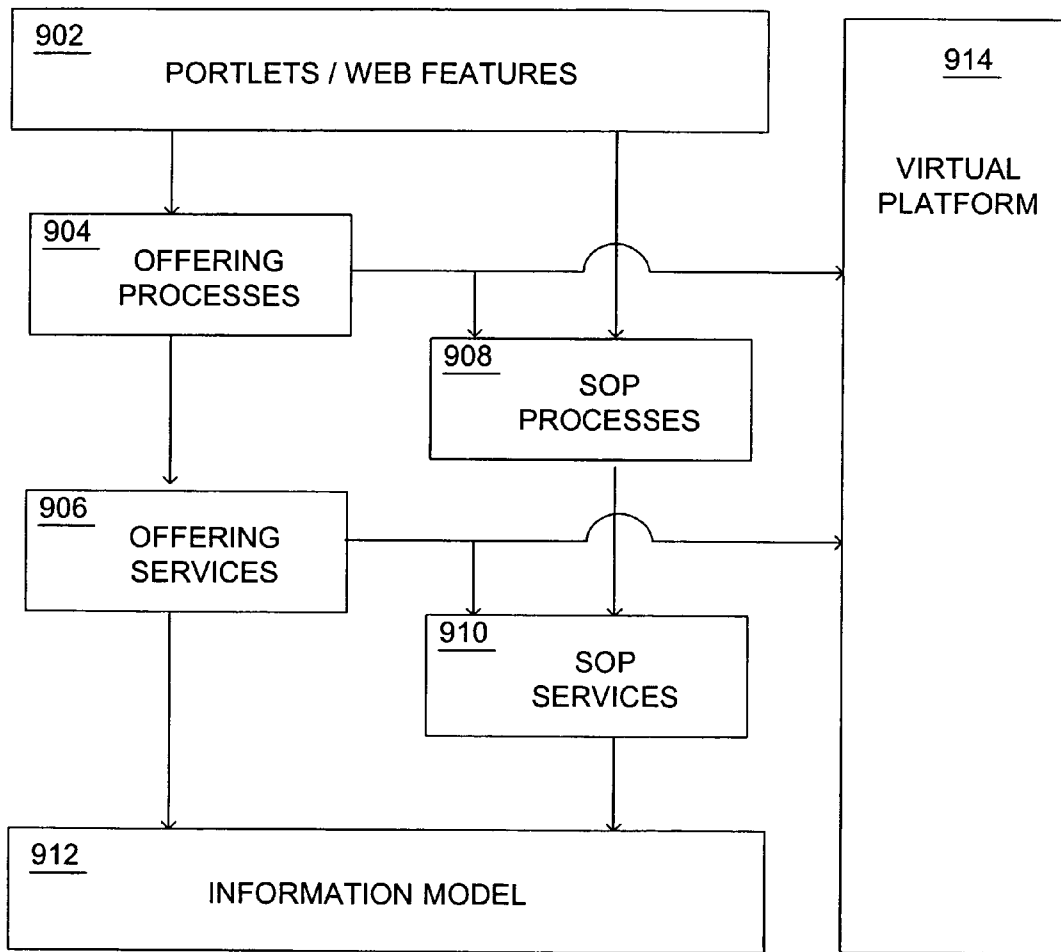 902
PORTLETS / WEB FEATURES
914
VIRTUAL
PLATFORM
904
OFFERING
PROCESSES
908
SOP
PROCESSES
906
OFFERING
SERVICES
910
SOP
SERVICES
912
INFORMATION MODEL